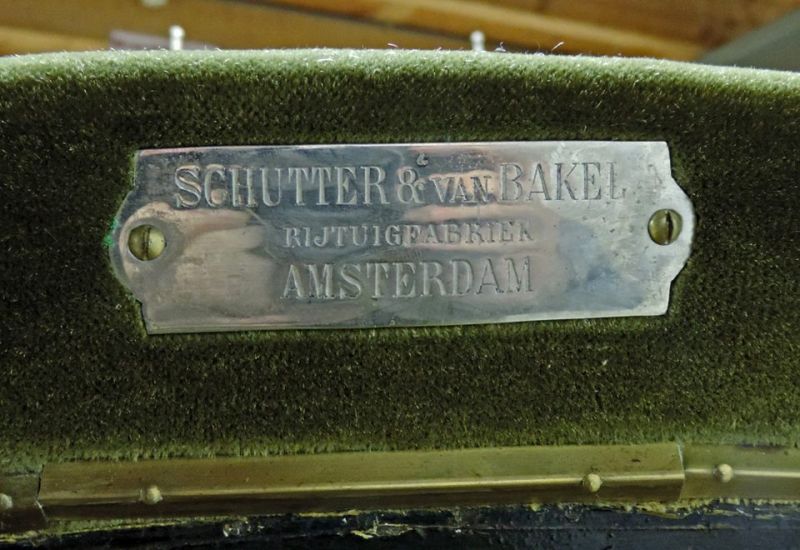 SCHUTTER & VAN BAKEL
RIJTUIGFABRIEK
AMSTERDAM